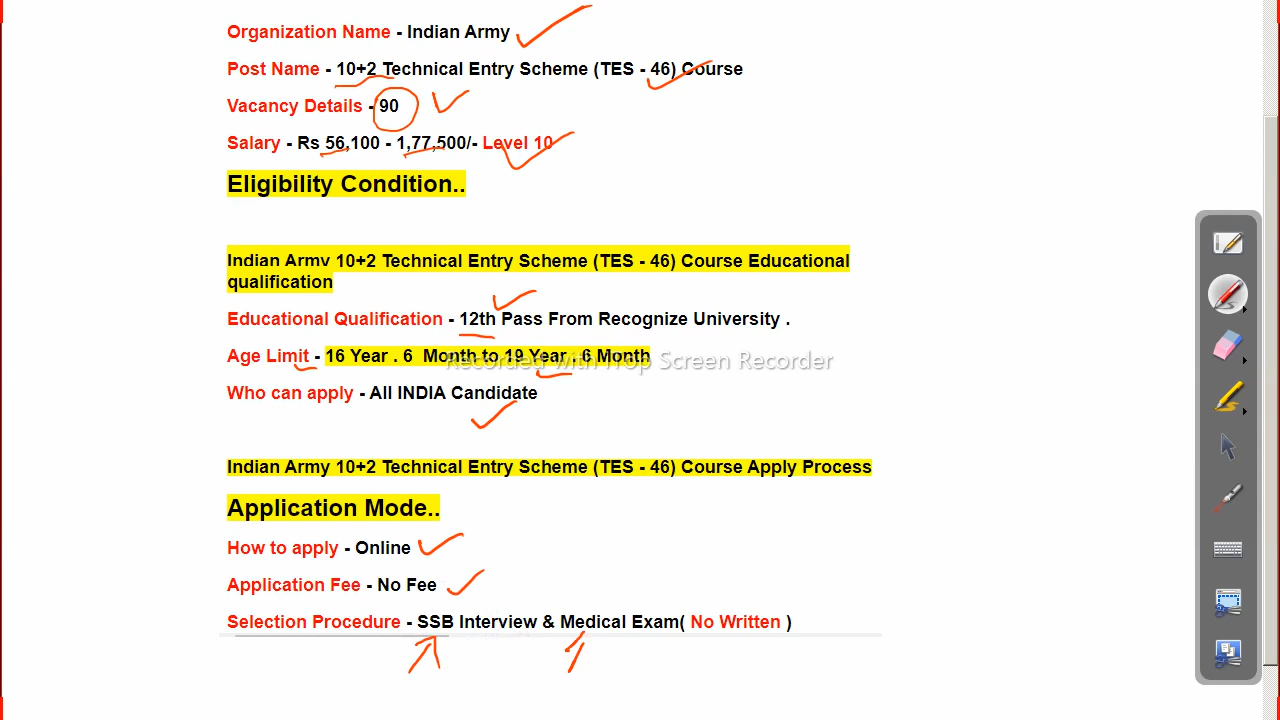 Organization Name - Indian Army
Post Name - 10+2 Technical Entry Scheme (TES - 46) Course
Vacancy Details - 90
Salary - Rs 56,100 - 1,77,500/- Level 10
Eligibility Condition..
Indian Army 10+2 Technical Entry Scheme (TES - 46) Course Educational
qualification
Educational Qualification - 12th Pass From Recognize University .
Age Limit - 16 Year . 6 Month to 19 Year . 6 Month
Recorded with iTop Screen Recorder
Who can apply - All INDIA Candidate
Indian Army 10+2 Technical Entry Scheme (TES - 46) Course Apply Process
Application Mode..
How to apply - Online
Application Fee - No Fee
Selection Procedure - SSB Interview & Medical Exam( No Written )